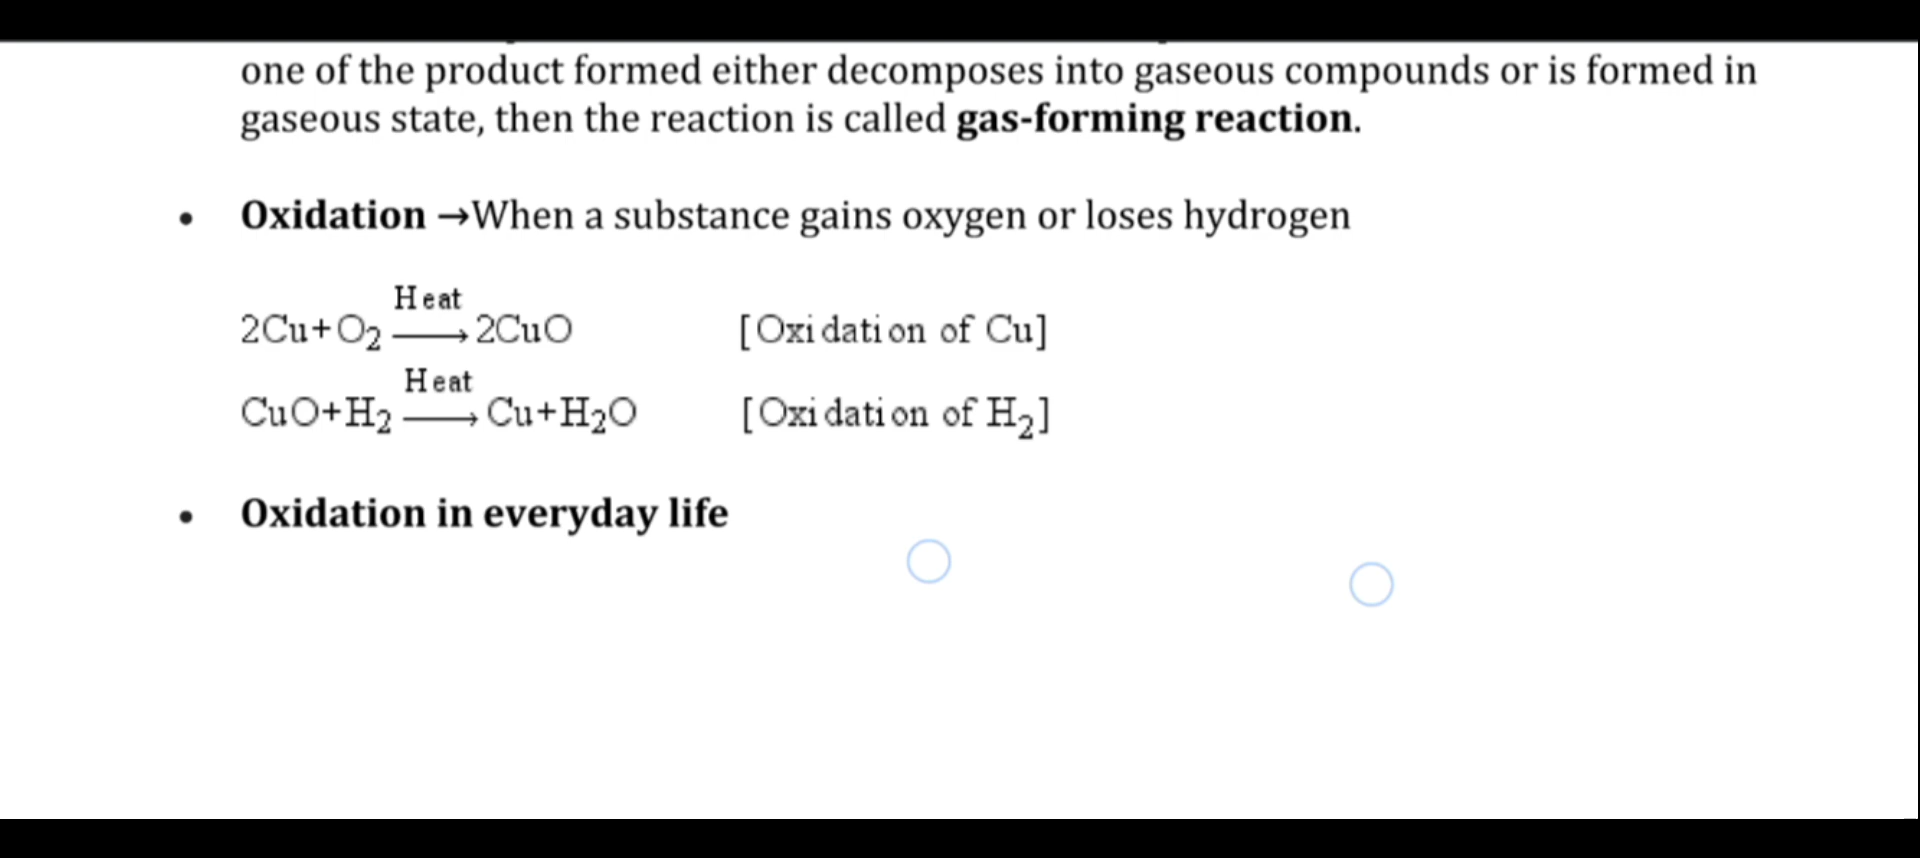 one of the product formed either decomposes into gaseous compounds or is formed in
gaseous state, then the reaction is called gas-forming reaction.
• Oxidation →When a substance gains oxygen or loses hydrogen
Heat
2Cu+O₂ ⟶ 2CuO [Oxidation of Cu]
Heat
CuO+H₂ ⟶ Cu+H₂O [Oxidation of H₂]
• Oxidation in everyday life